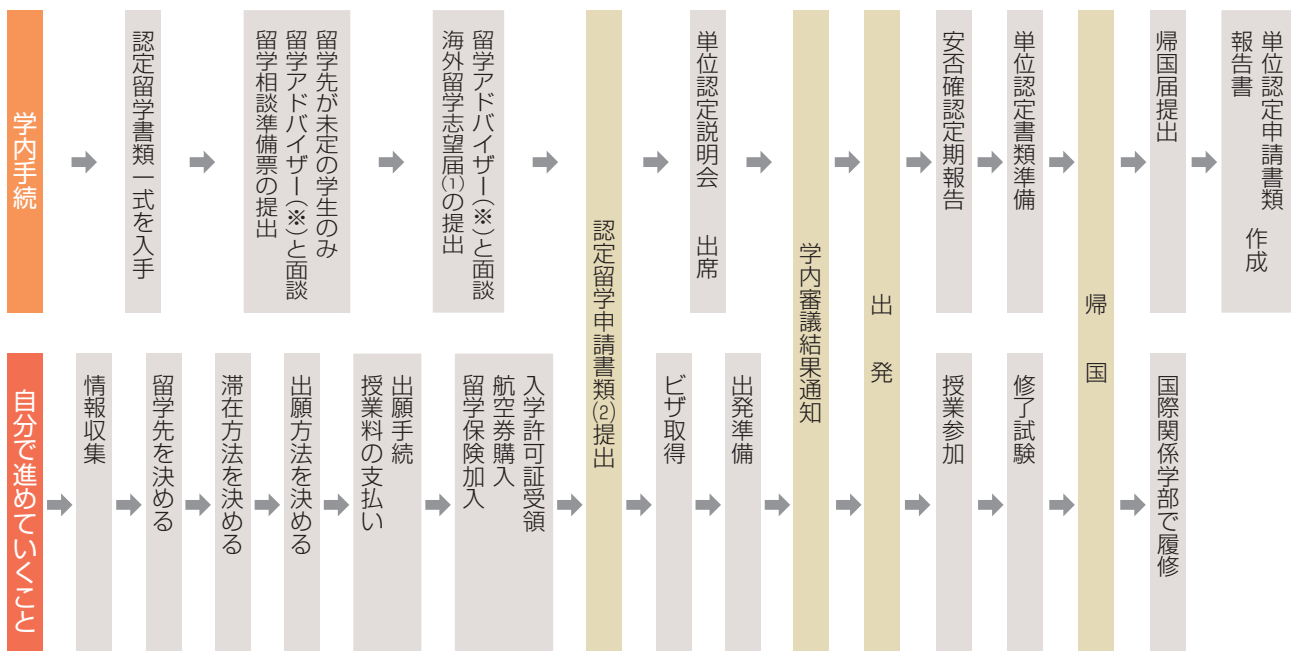 学内手続
認定留学書類一式を入手
留学先が未定の学生のみ
留学アドバイザー(※)と面談
留学相談準備票の提出
留学アドバイザー(※)と面談
海外留学志望届(1)の提出
認定留学申請書類(2)提出
単位認定説明会 出席
学内審議結果通知
出発
安否確認定期報告
単位認定書類準備
帰国
帰国届提出
単位認定申請書類
報告書
作成
自分で進めていくこと
情報収集
留学先を決める
滞在方法を決める
出願方法を決める
出願手続
授業料の支払い
入学許可証受領
航空券購入
留学保険加入
ビザ取得
出発準備
授業参加
修了試験
国際関係学部で履修